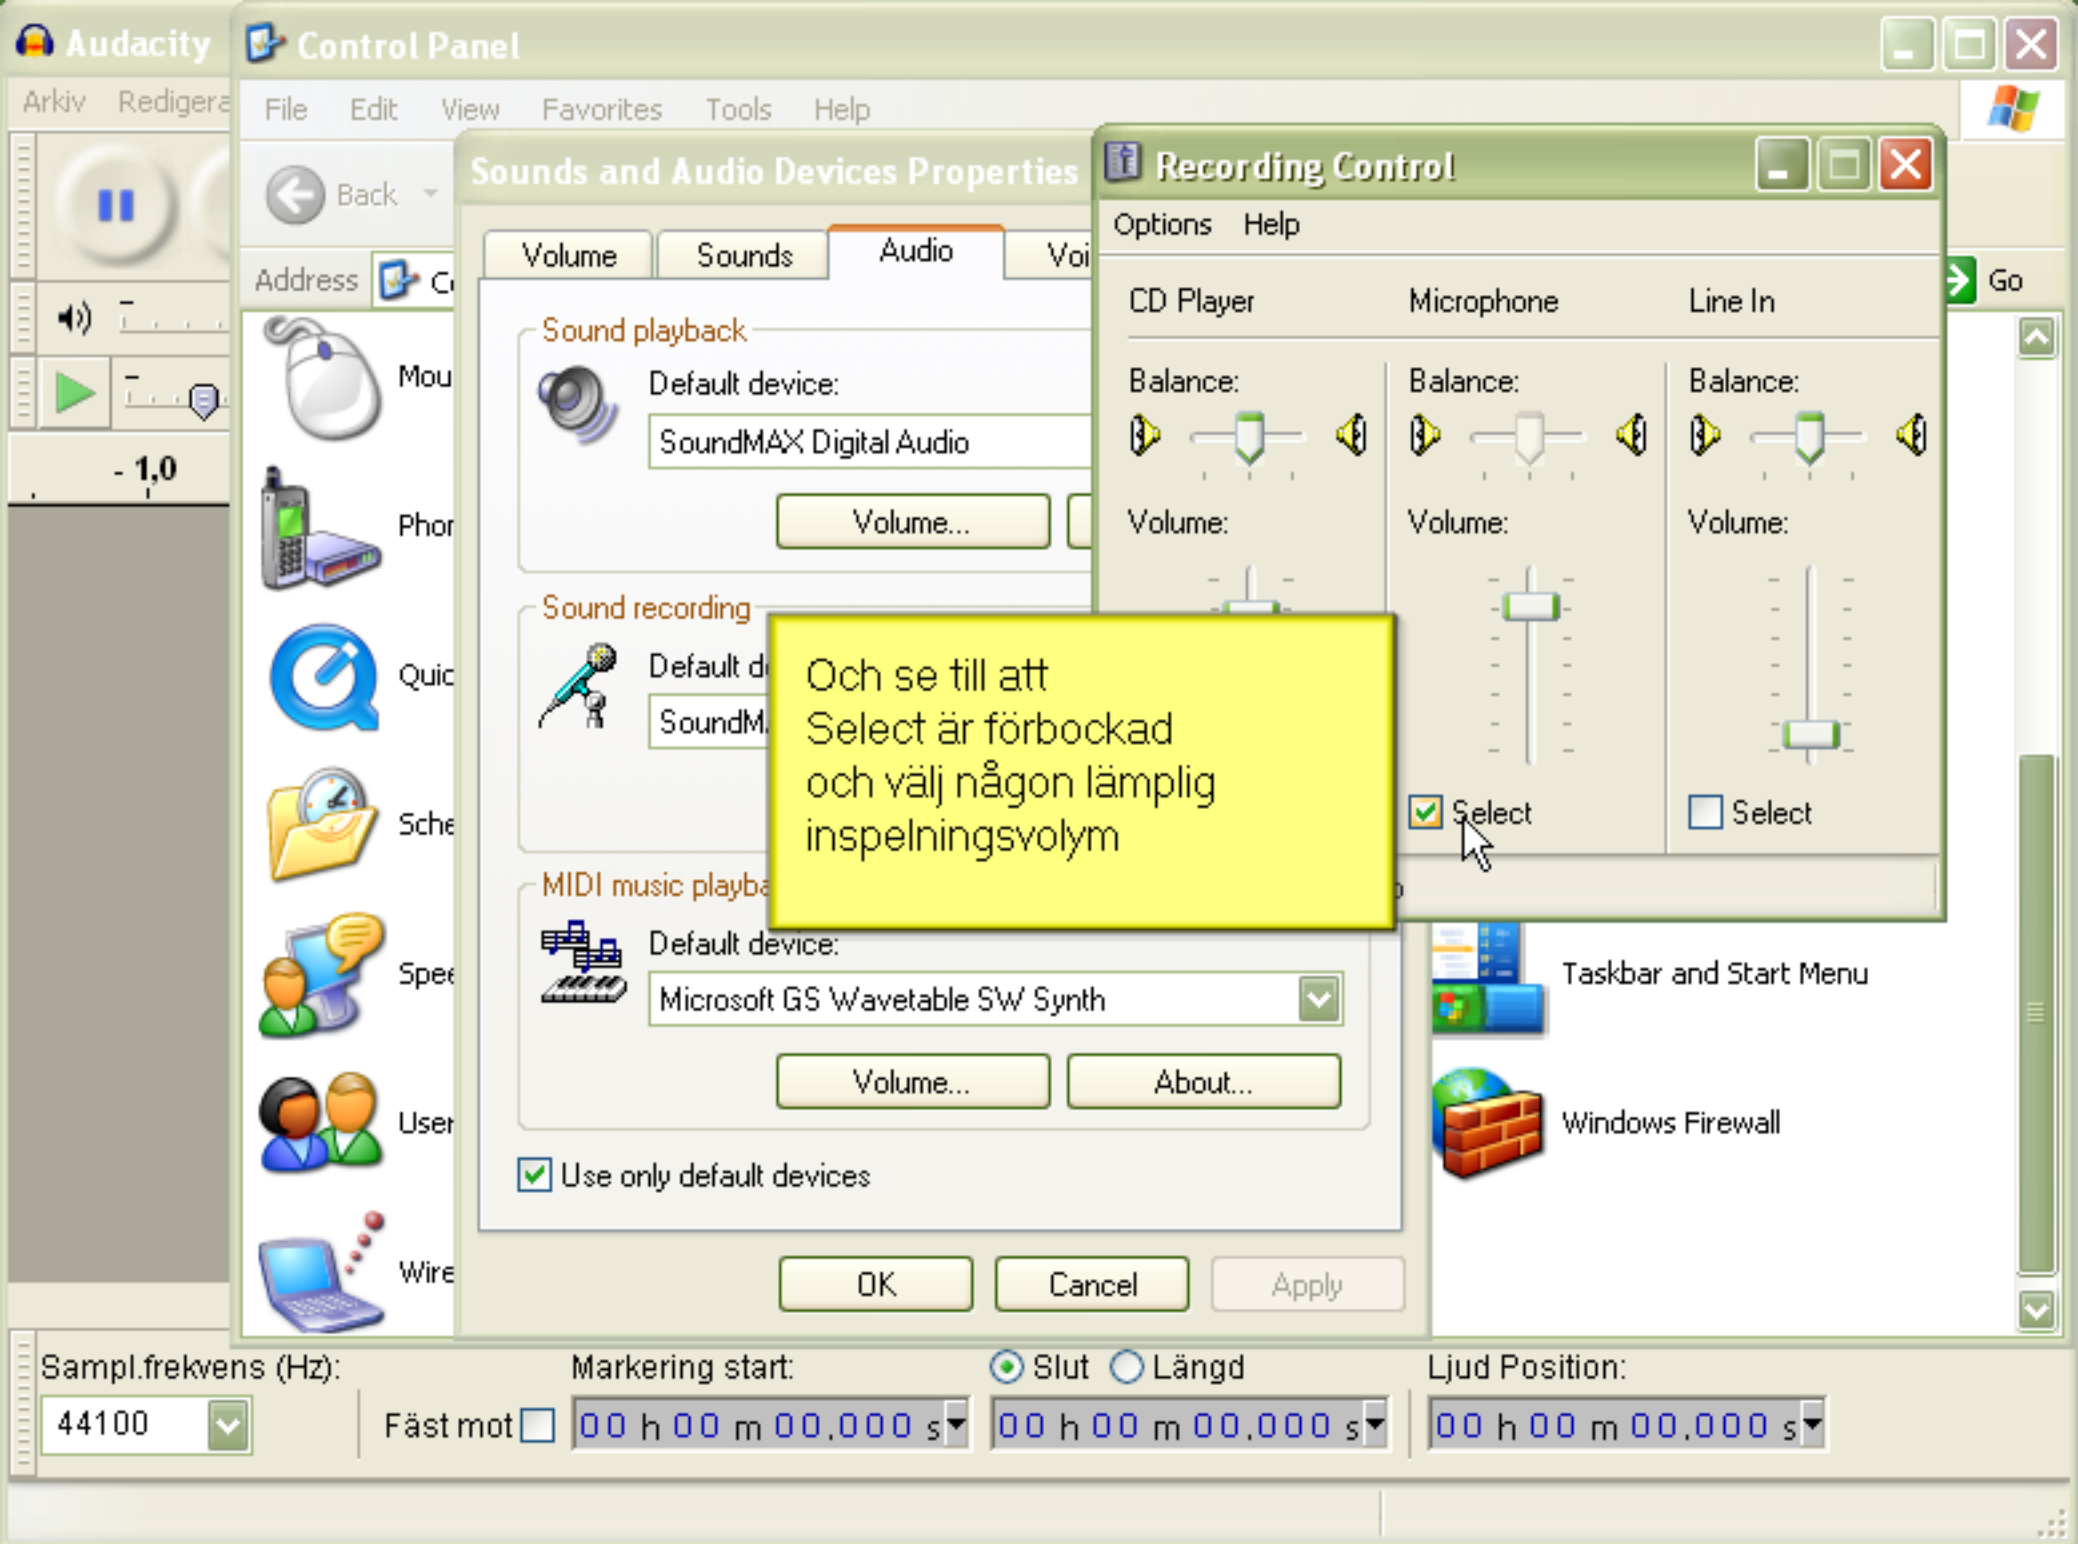 Audacity
Control Panel
Arkiv Redigera
File Edit View Favorites Tools Help
Back
Sounds and Audio Devices Properties
Recording Control
Options Help
Volume Sounds Audio
Address
Go
CD Player Microphone Line In
Sound playback
Default device:
SoundMAX Digital Audio
Volume...
Balance: Balance: Balance:
Volume: Volume: Volume:
- 1,0
Sound recording
Default
Och se till att
Select är förbockad
och välj någon lämplig
inspelningsvolym
Select Select
MIDI music
Default device:
Microsoft GS Wavetable SW Synth
Volume... About...
Use only default devices
OK Cancel Apply
Taskbar and Start Menu
Windows Firewall
Sampl.frekvens (Hz):
44100
Fäst mot
Markering start:
00 h 00 m 00.000 s
Slut Längd
00 h 00 m 00.000 s
Ljud Position:
00 h 00 m 00.000 s